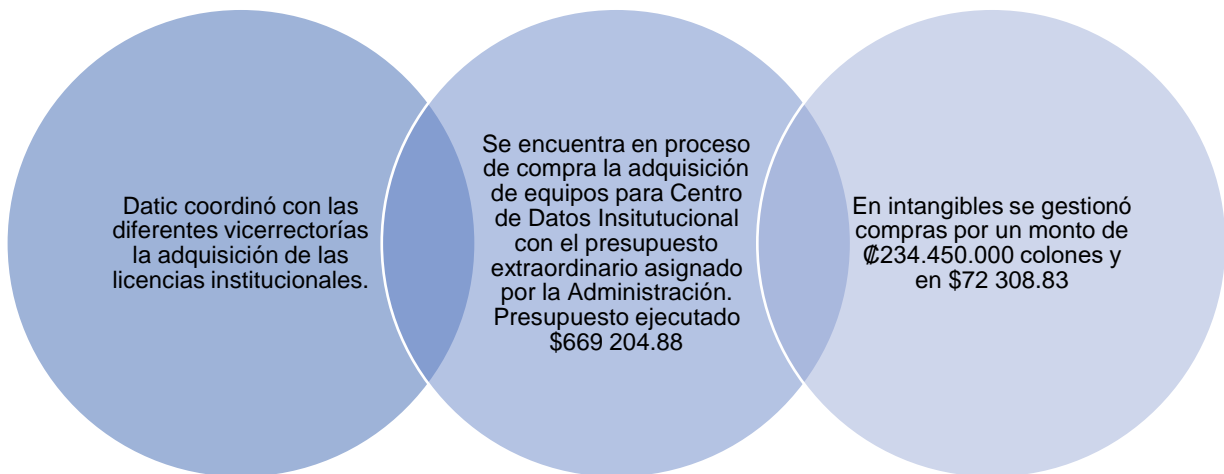 Datic coordinó con las
diferentes vicerrectorías
la adquisición de las
licencias institucionales.
Se encuentra en proceso
de compra la adquisición
de equipos para Centro
de Datos Insitutucional
con el presupuesto
extraordinario asignado
por la Administración.
Presupuesto ejecutado
$669 204.88
En intangibles se gestionó
compras por un monto de
₡234.450.000 colones y
en $72 308.83